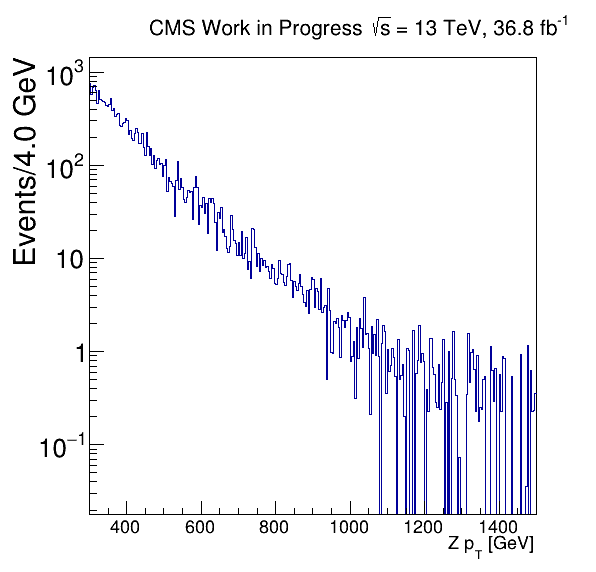 CMS Work in Progress √s = 13 TeV, 36.8 fb⁻¹
Events/4.0 GeV
10³
10²
10
1
10⁻¹
400 600 800 1000 1200 1400
Z p_T [GeV]